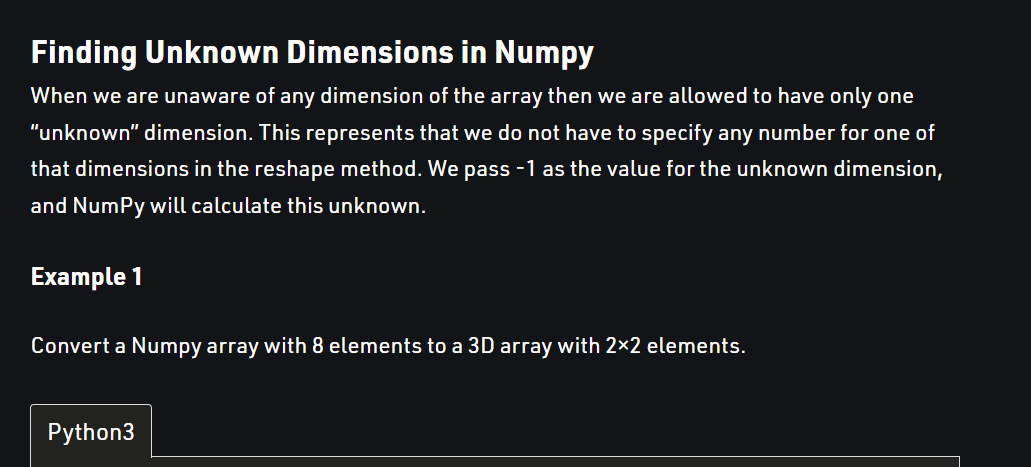 Finding Unknown Dimensions in Numpy
When we are unaware of any dimension of the array then we are allowed to have only one
“unknown” dimension. This represents that we do not have to specify any number for one of
that dimensions in the reshape method. We pass -1 as the value for the unknown dimension,
and NumPy will calculate this unknown.
Example 1
Convert a Numpy array with 8 elements to a 3D array with 2×2 elements.
Python3